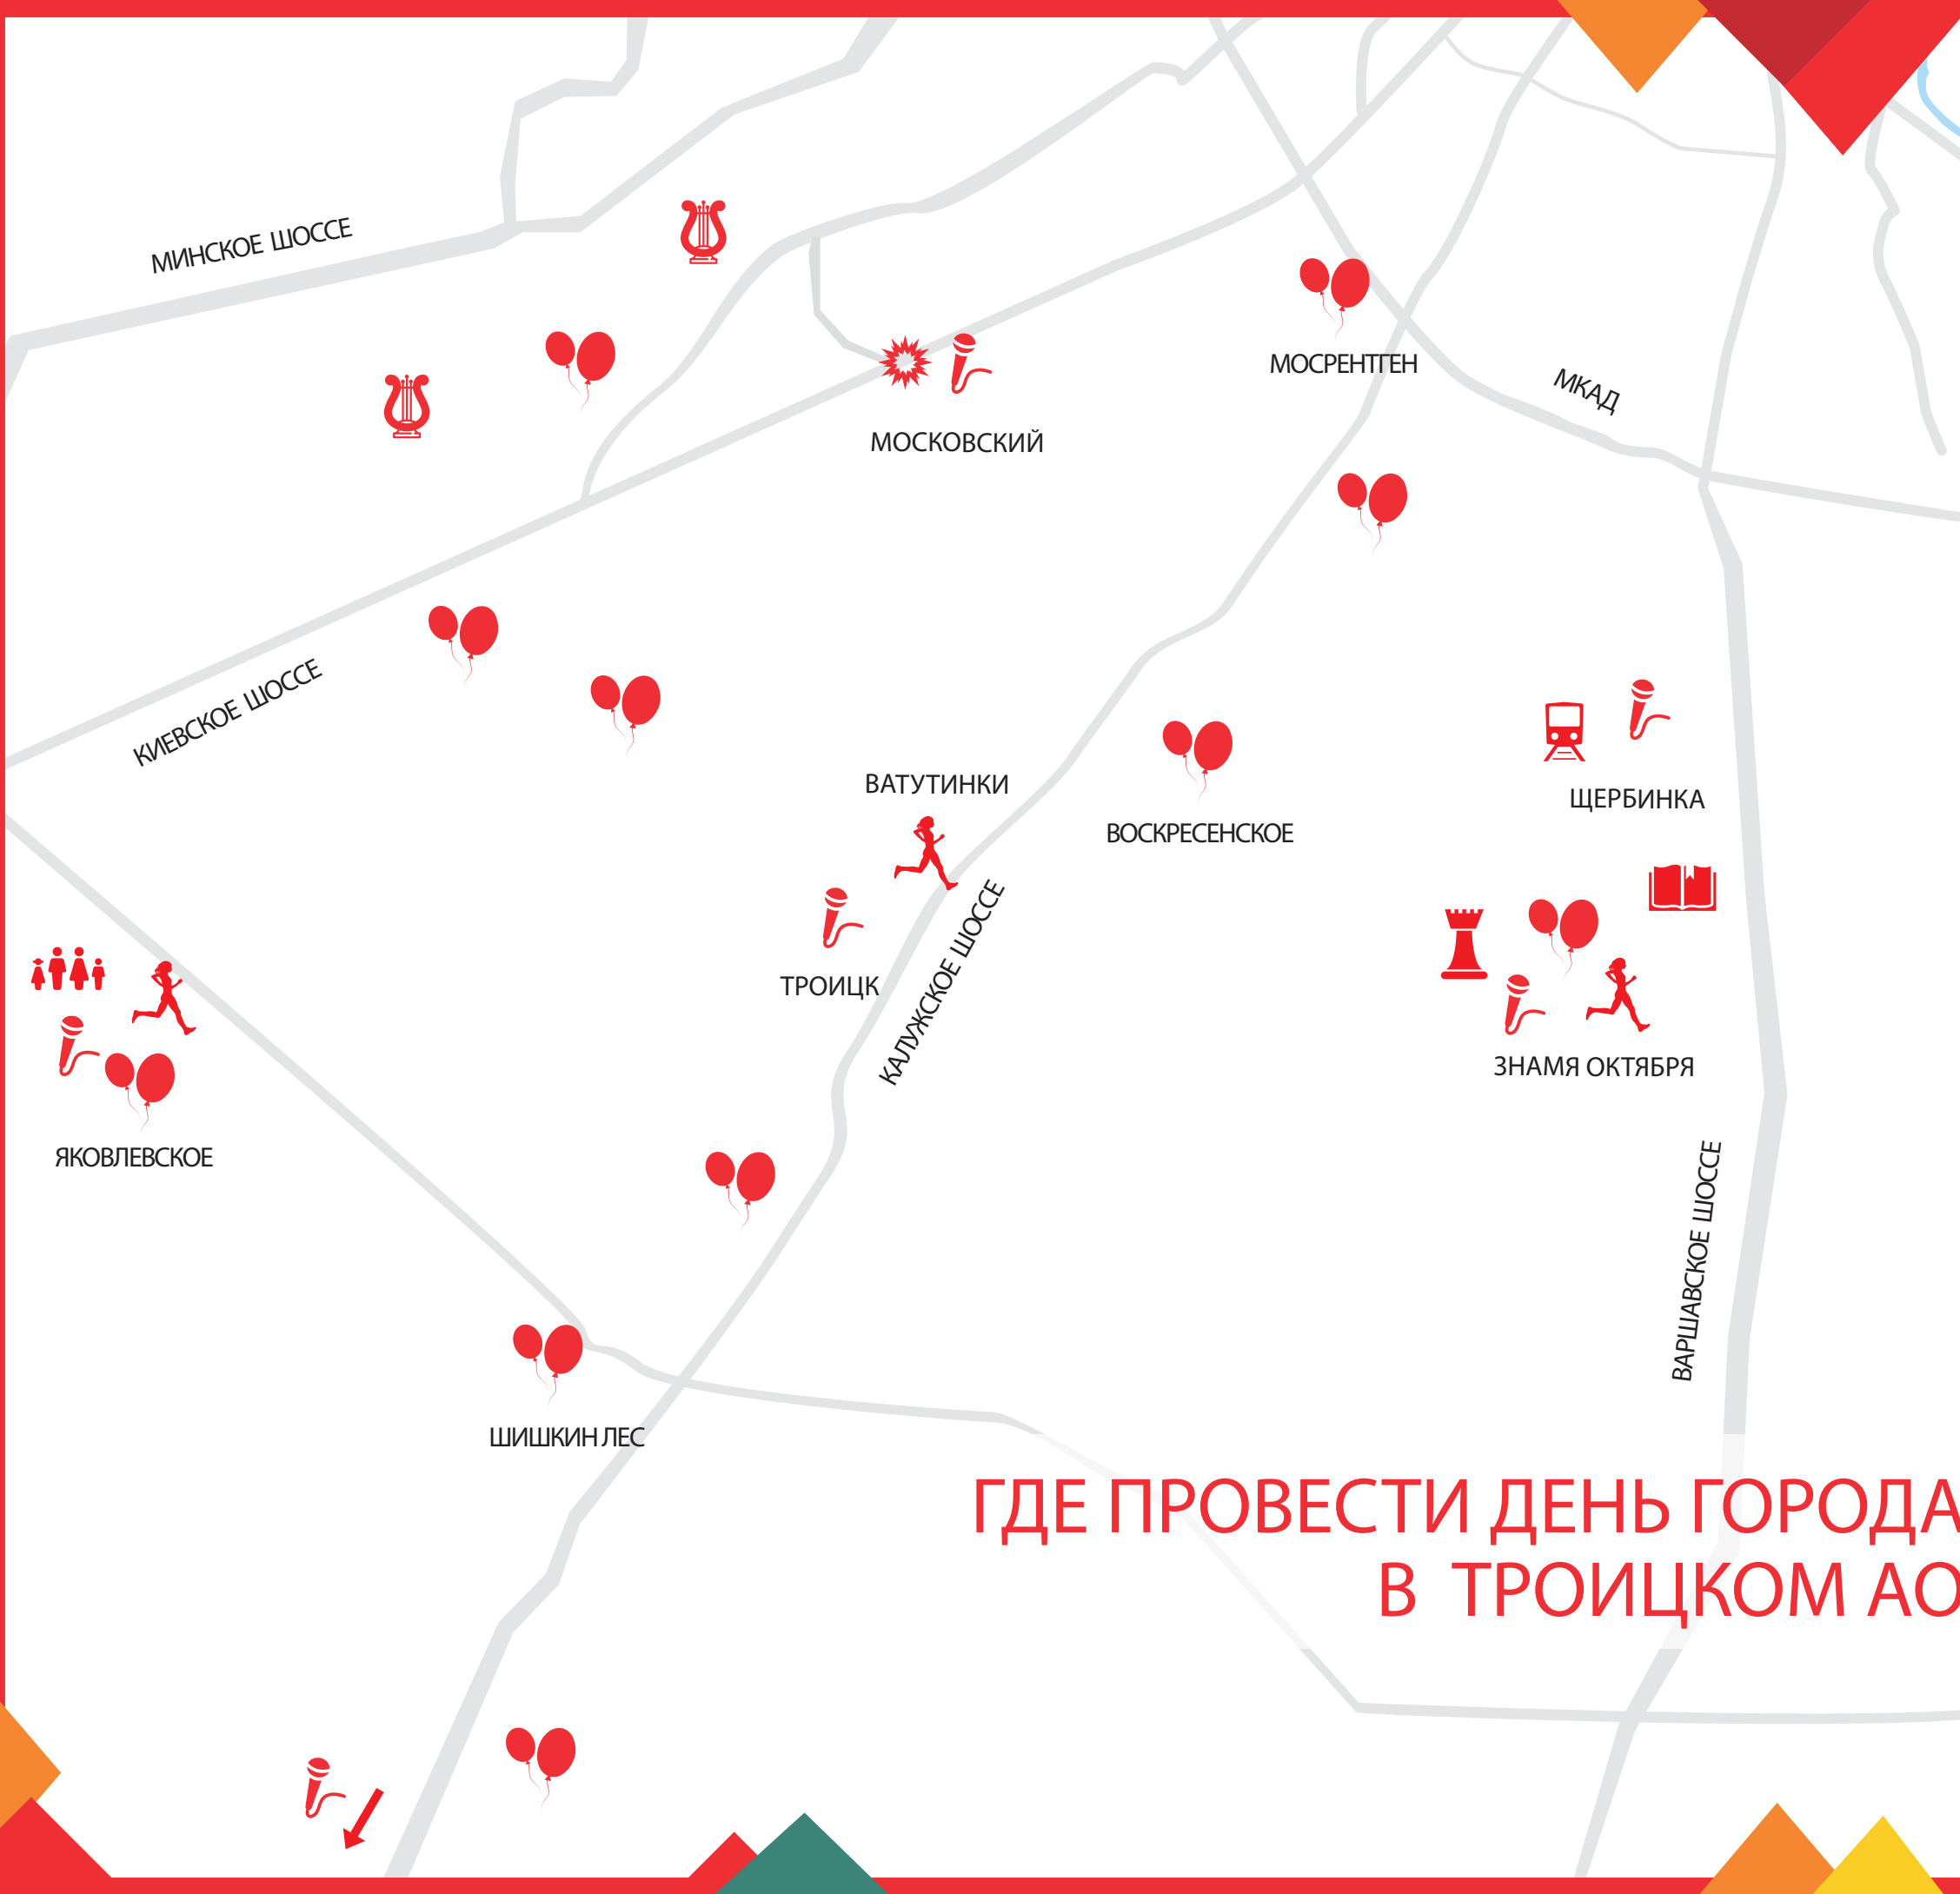 МИНСКОЕ ШОССЕ
МОСРЕНТГЕН
МКАД
МОСКОВСКИЙ
КИЕВСКОЕ ШОССЕ
ВАТУТИНКИ
ЩЕРБИНКА
ВОСКРЕСЕНСКОЕ
ТРОИЦК
КАЛУЖСКОЕ ШОССЕ
ЗНАМЯ ОКТЯБРЯ
ЯКОВЛЕВСКОЕ
ВАРШАВСКОЕ ШОССЕ
ШИШКИН ЛЕС
ГДЕ ПРОВЕСТИ ДЕНЬ ГОРОДА
В ТРОИЦКОМ АО